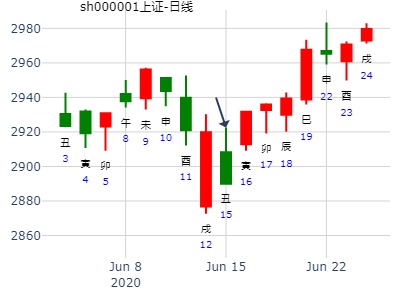 sh000001上证-日线
2980
2960
2940
2920
2900
2880
2860
丑
3
寅
4
卯
5
午
8
未
9
申
10
酉
11
戌
12
丑
15
寅
16
卯
17
辰
18
巳
19
申
22
酉
23
戌
24
Jun 8
2020
Jun 15
Jun 22